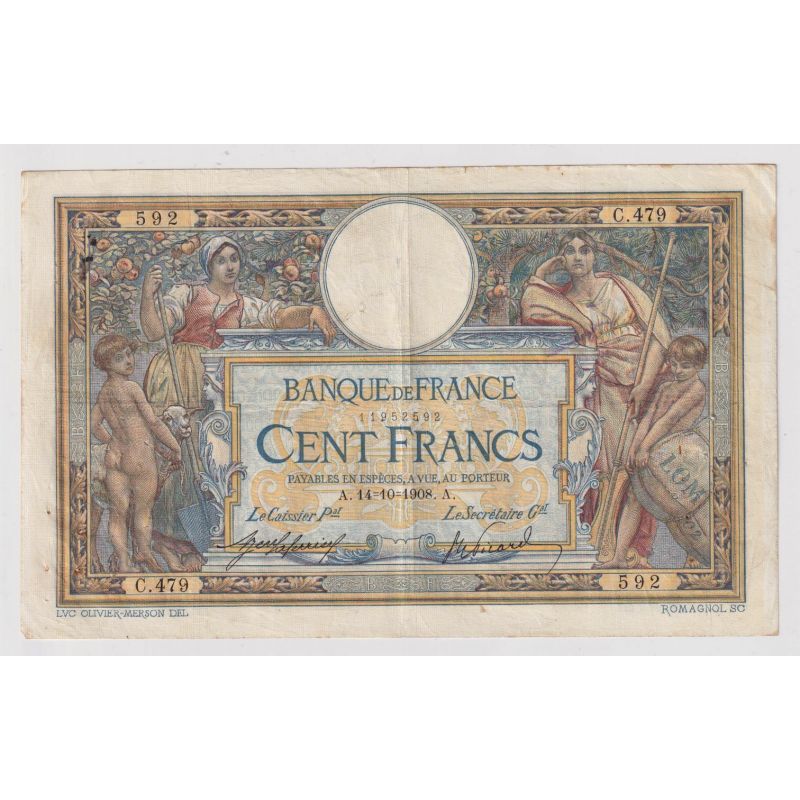 592
C.479
BANQUE DE FRANCE
11952592
CENT FRANCS
PAYABLES EN ESPÈCES, A VUE, AU PORTEUR
A. 14=10=1908. A.
Le Caissier Pal
Le Secrétaire Gal
LOM
C.479
592
LVC OLIVIER-MERSON DEL
ROMAGNOL SC